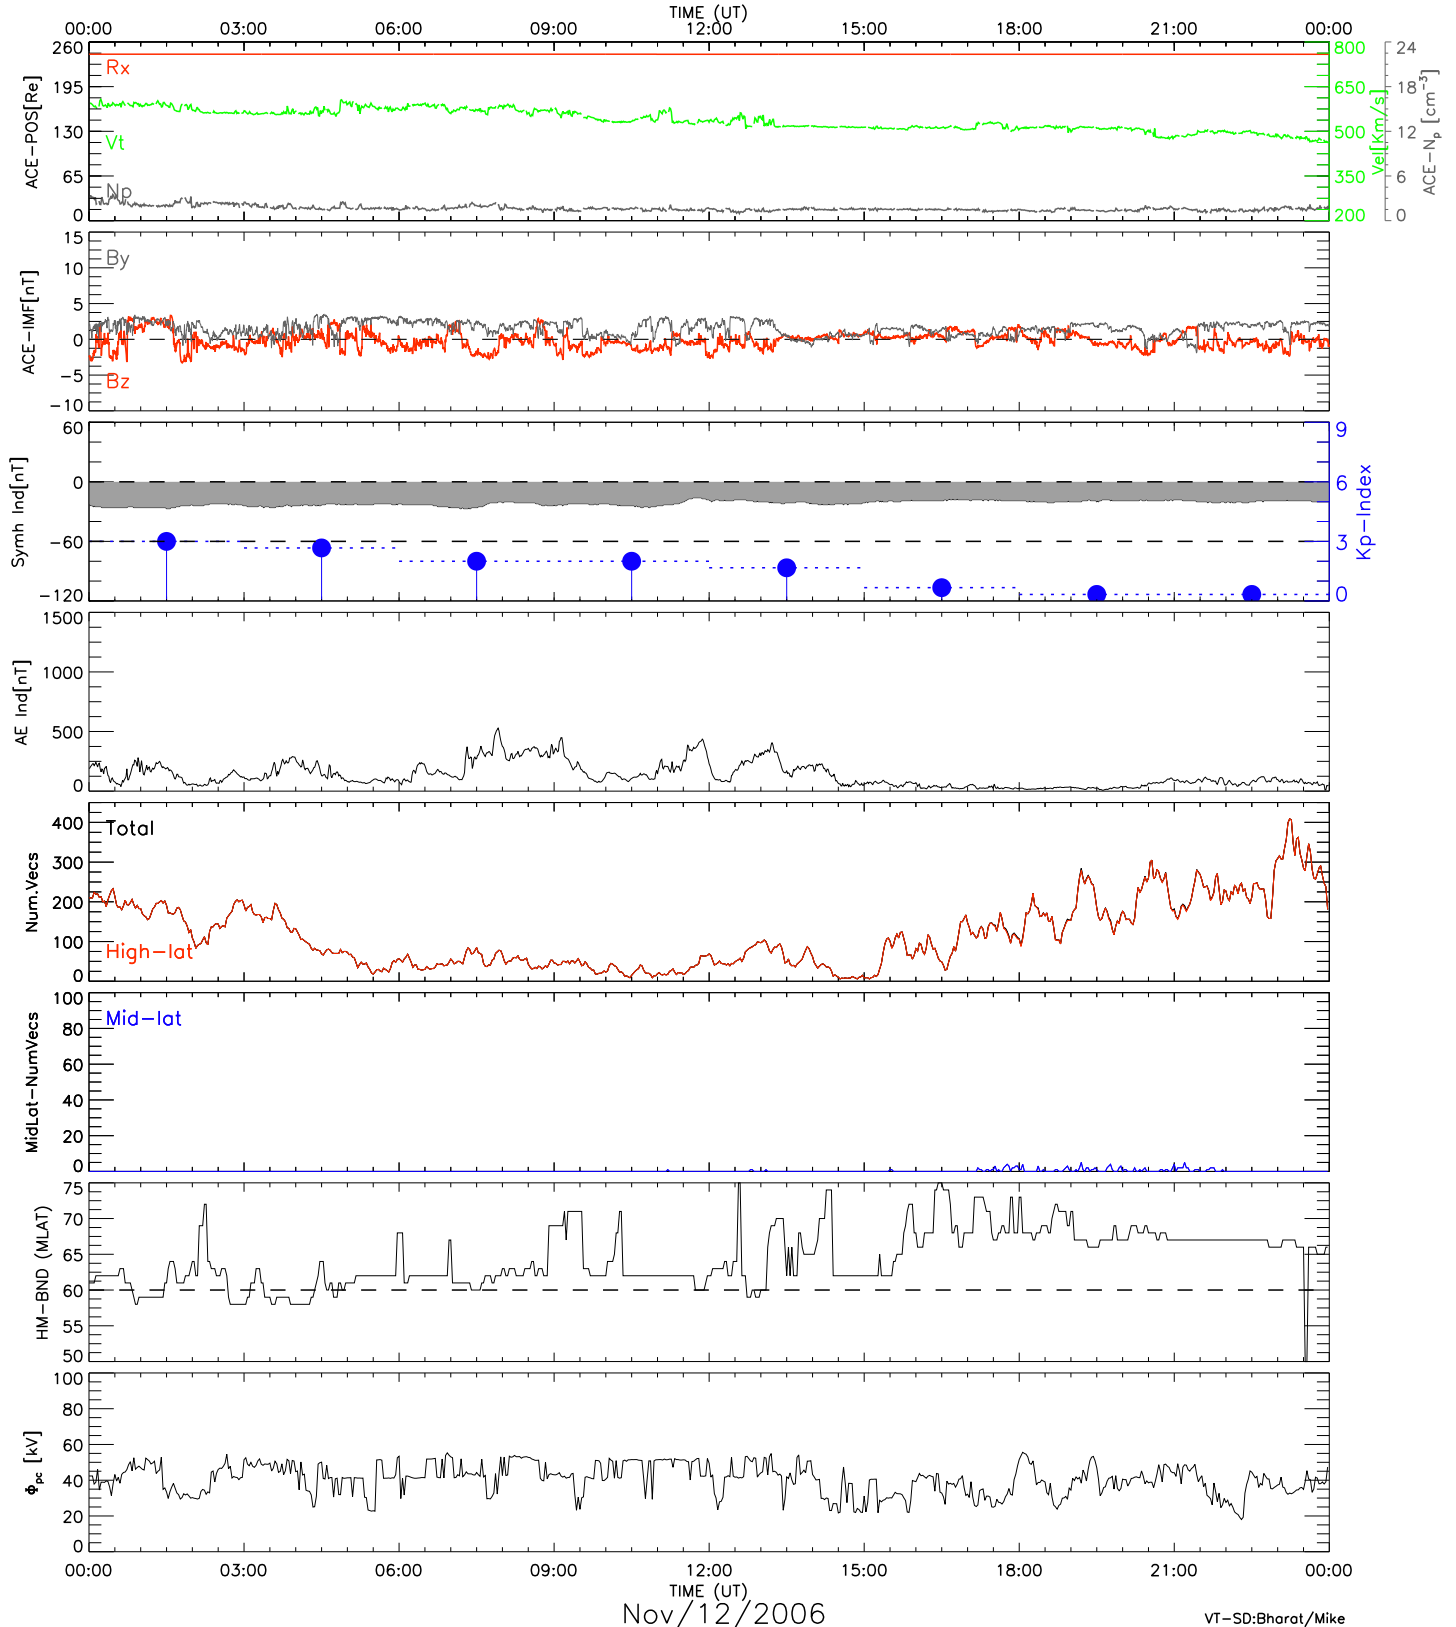 TIME (UT)
00:00 03:00 06:00 09:00 12:00 15:00 18:00 21:00 00:00
ACE-POS[Re]
260
195
130
65
0
Rx
Vt
Np
800
650
500
350
200
Vel[Km/s]
24
18
12
6
0
ACE-Np [cm⁻³]
ACE-IMF[nT]
15
10
5
0
-5
-10
By
Bz
Symh Ind[nT]
60
0
-60
-120
9
6
3
0
Kp-Index
AE Ind[nT]
1500
1000
500
0
Num.Vecs
400
300
200
100
0
Total
High-lat
MidLat-NumVecs
100
80
60
40
20
0
Mid-lat
HM-BND (MLAT)
75
70
65
60
55
50
Φpc [kV]
100
80
60
40
20
0
00:00 03:00 06:00 09:00 12:00 15:00 18:00 21:00 00:00
TIME (UT)
Nov/12/2006
VT-SD:Bharat/Mike